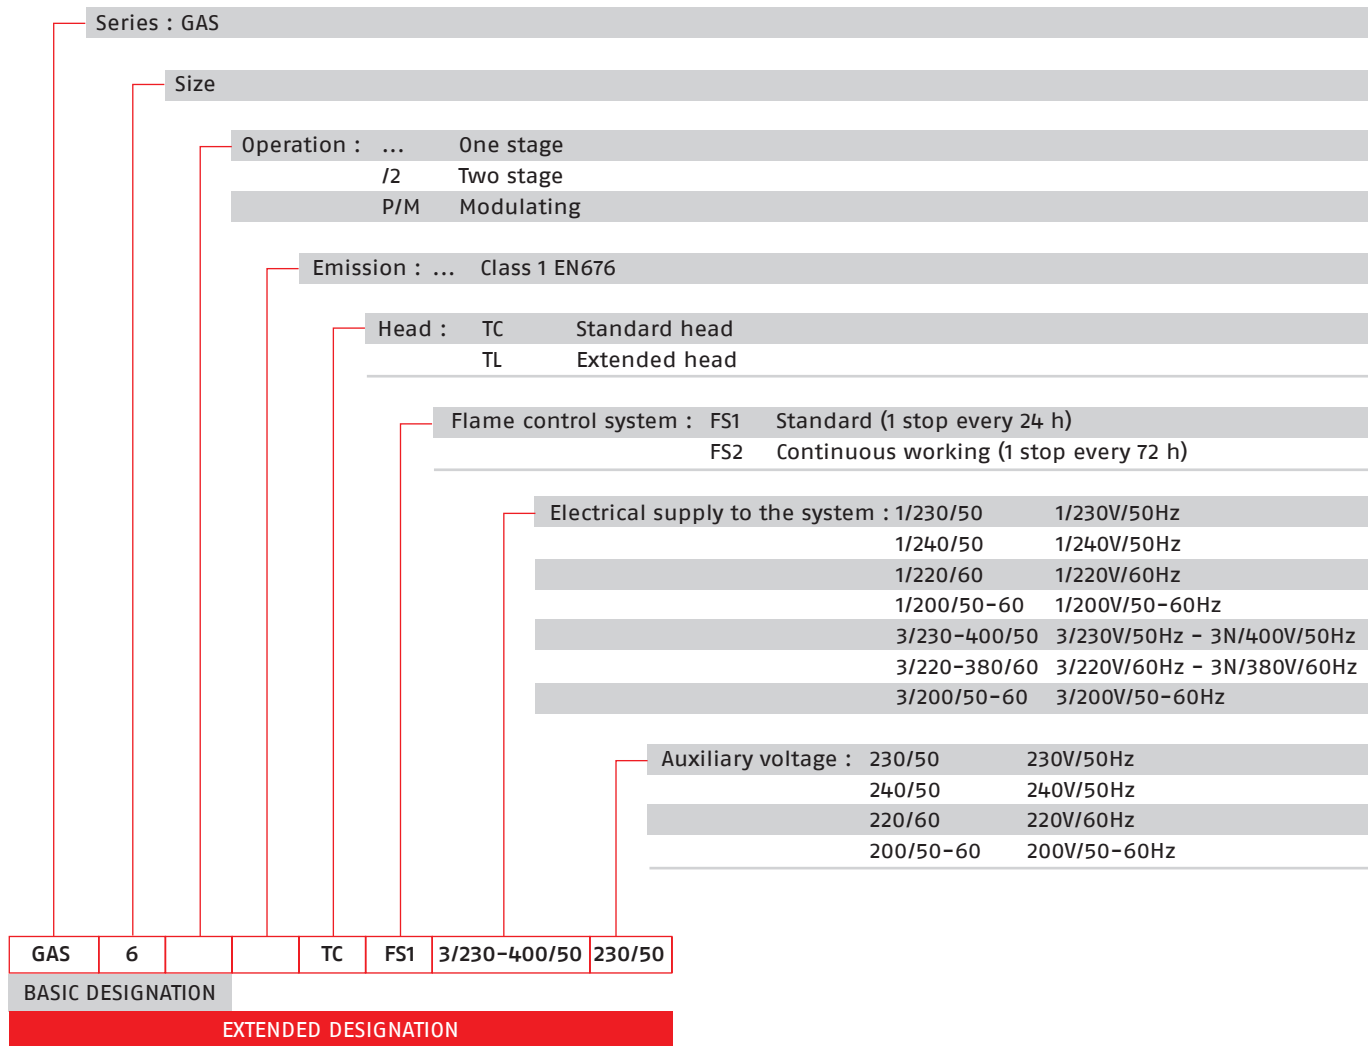 Series : GAS
Size
Operation : ... One stage
/2 Two stage
P/M Modulating
Emission : ... Class 1 EN676
Head : TC Standard head
TL Extended head
Flame control system : FS1 Standard (1 stop every 24 h)
FS2 Continuous working (1 stop every 72 h)
Electrical supply to the system : 1/230/50 1/230V/50Hz
1/240/50 1/240V/50Hz
1/220/60 1/220V/60Hz
1/200/50-60 1/200V/50-60Hz
3/230-400/50 3/230V/50Hz - 3N/400V/50Hz
3/220-380/60 3/220V/60Hz - 3N/380V/60Hz
3/200/50-60 3/200V/50-60Hz
Auxiliary voltage : 230/50 230V/50Hz
240/50 240V/50Hz
220/60 220V/60Hz
200/50-60 200V/50-60Hz
GAS 6 TC FS1 3/230-400/50 230/50
BASIC DESIGNATION
EXTENDED DESIGNATION